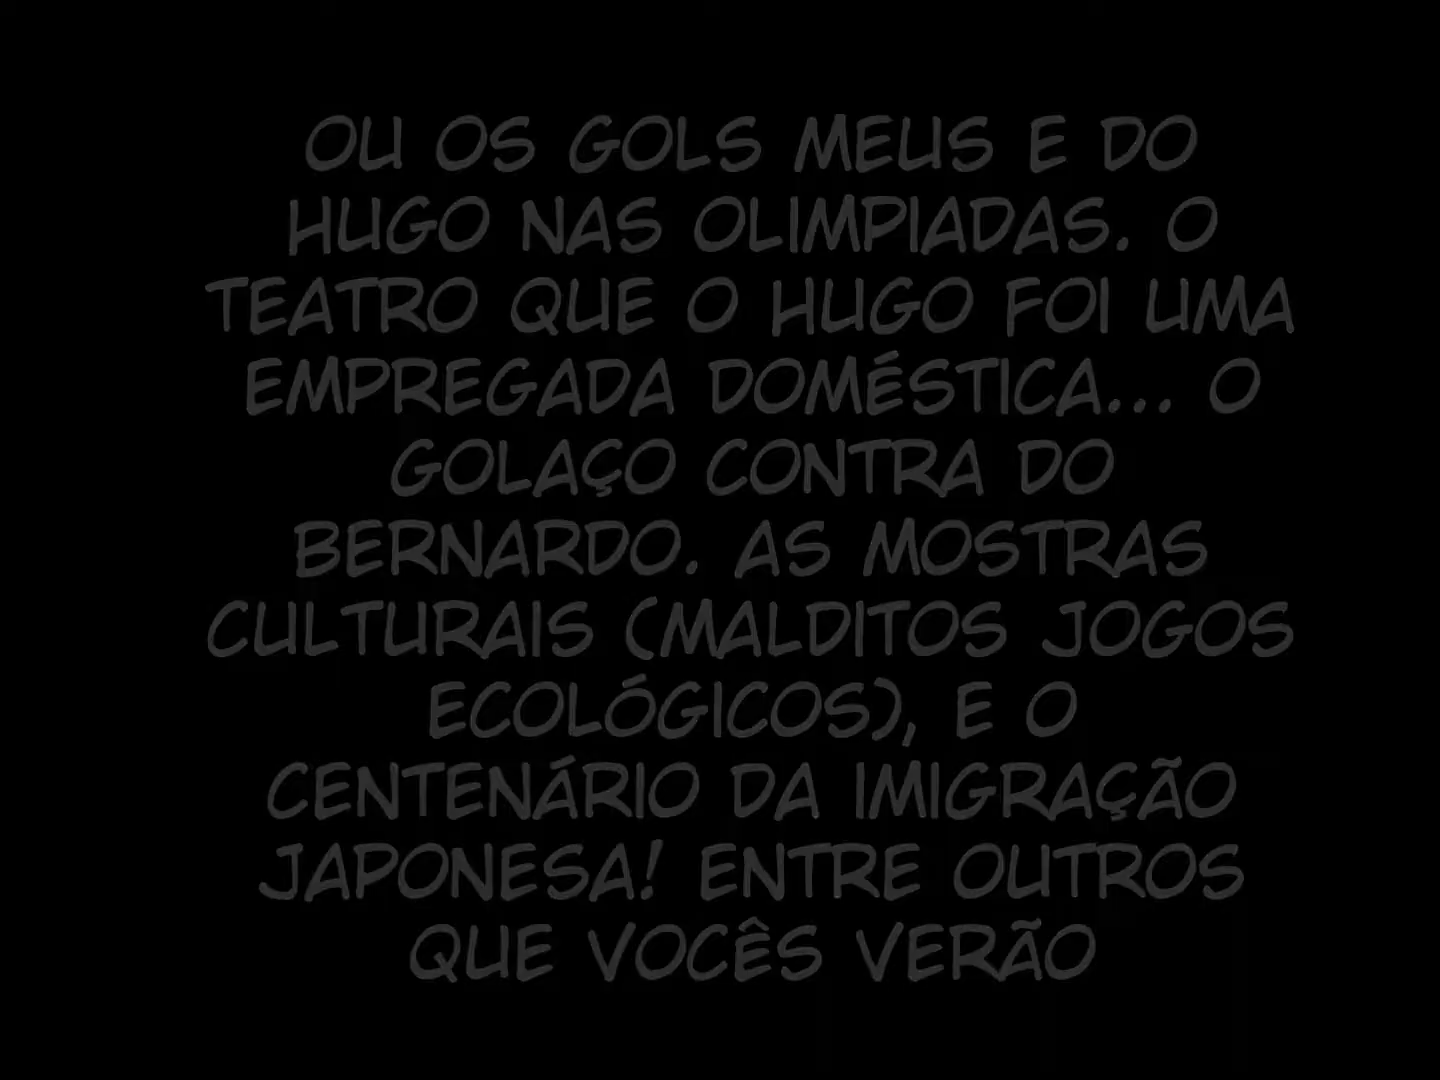 OU OS GOLS MEUS E DO
HUGO NAS OLIMPIADAS. O
TEATRO QUE O HUGO FOI UMA
EMPREGADA DOMÉSTICA... O
GOLAÇO CONTRA DO
BERNARDO. AS MOSTRAS
CULTURAIS (MALDITOS JOGOS
ECOLÓGICOS), E O
CENTENÁRIO DA IMIGRAÇÃO
JAPONESA! ENTRE OUTROS
QUE VOCÊS VERÃO